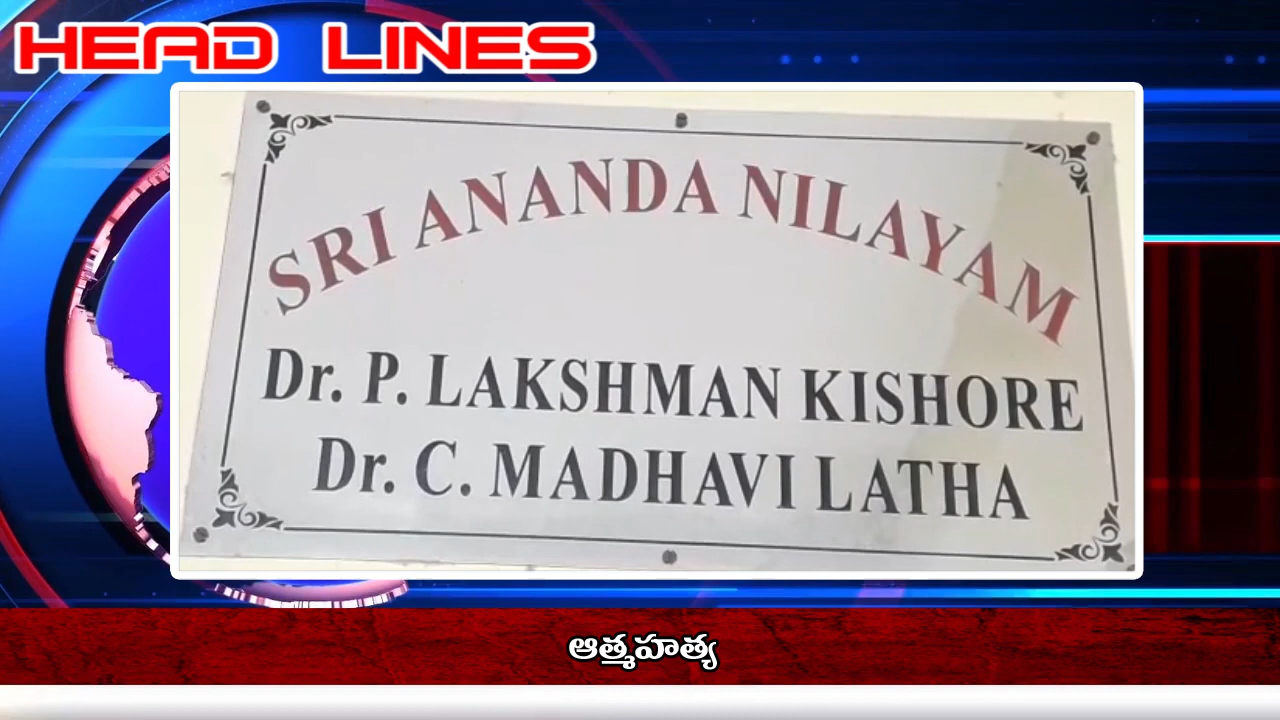 HEAD LINES
SRI ANANDA NILAYAM
Dr. P. LAKSHMAN KISHORE
Dr. C. MADHAVI LATHA
ఆత్మహత్య